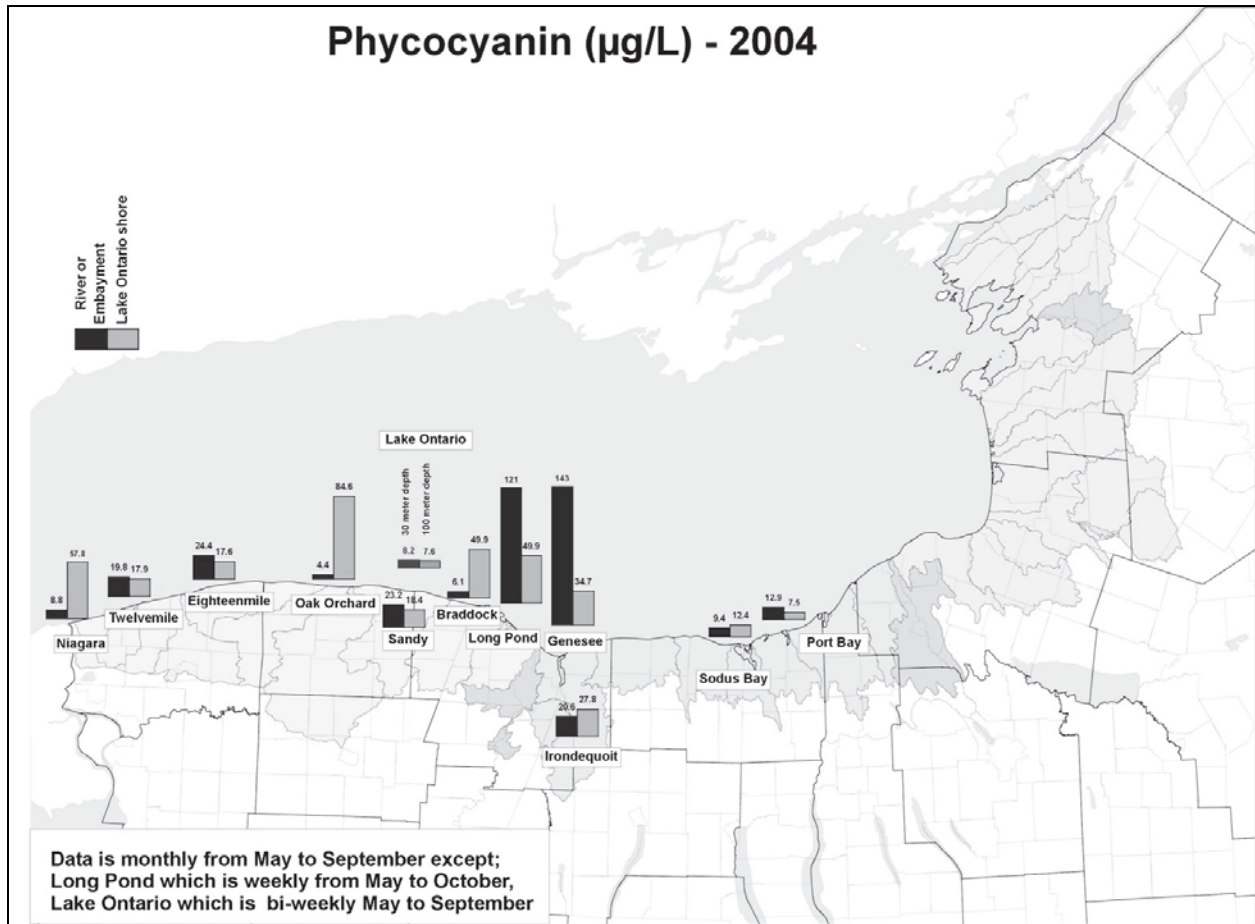 Phycocyanin (µg/L) - 2004
River or
Embayment
Lake Ontario shore
Lake Ontario
30 meter depth
100 meter depth
8.2
7.6
57.8
8.8
Niagara
19.8
17.9
Twelvemile
24.4
17.6
Eighteenmile
84.6
4.4
Oak Orchard
23.2
18.4
Sandy
49.9
6.1
Braddock
121
49.9
Long Pond
143
34.7
Genesee
20.6
27.8
Irondequoit
9.4
12.4
Sodus Bay
12.9
7.5
Port Bay
Data is monthly from May to September except;
Long Pond which is weekly from May to October,
Lake Ontario which is bi-weekly May to September